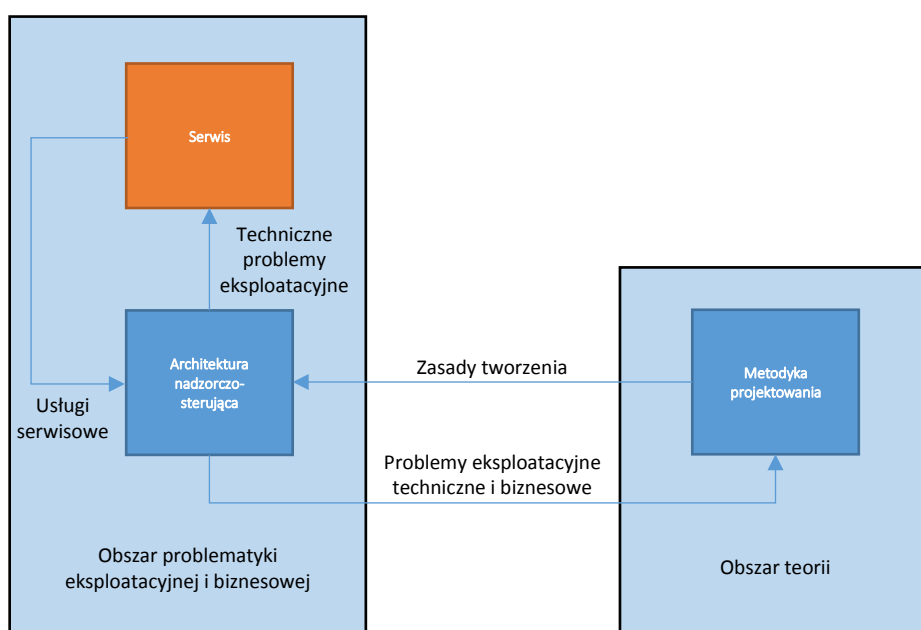 Serwis
Techniczne
problemy
eksploatacyjne
Architektura
nadzorczo-
sterująca
Usługi
serwisowe
Zasady tworzenia
Metodyka
projektowania
Problemy eksploatacyjne
techniczne i biznesowe
Obszar problematyki
eksploatacyjnej i biznesowej
Obszar teorii